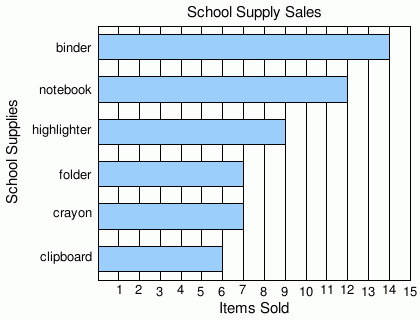 School Supply Sales
School Supplies
binder
notebook
highlighter
folder
crayon
clipboard
1 2 3 4 5 6 7 8 9 10 11 12 13 14 15
Items Sold